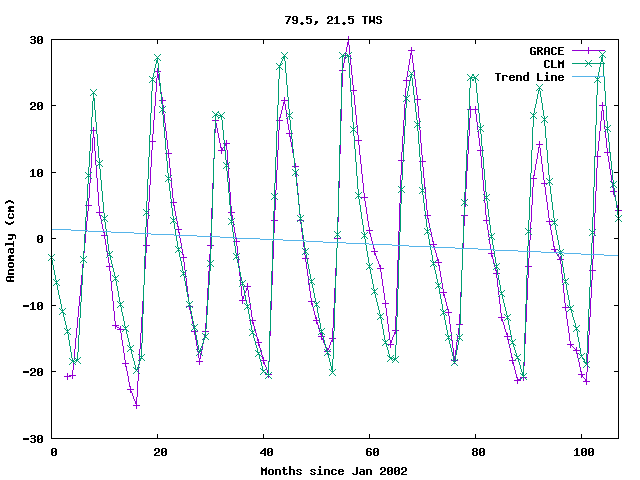 79.5, 21.5 TWS
GRACE
CLM
Trend Line
30
20
10
0
-10
-20
-30
Anomaly (cm)
0 20 40 60 80 100
Months since Jan 2002